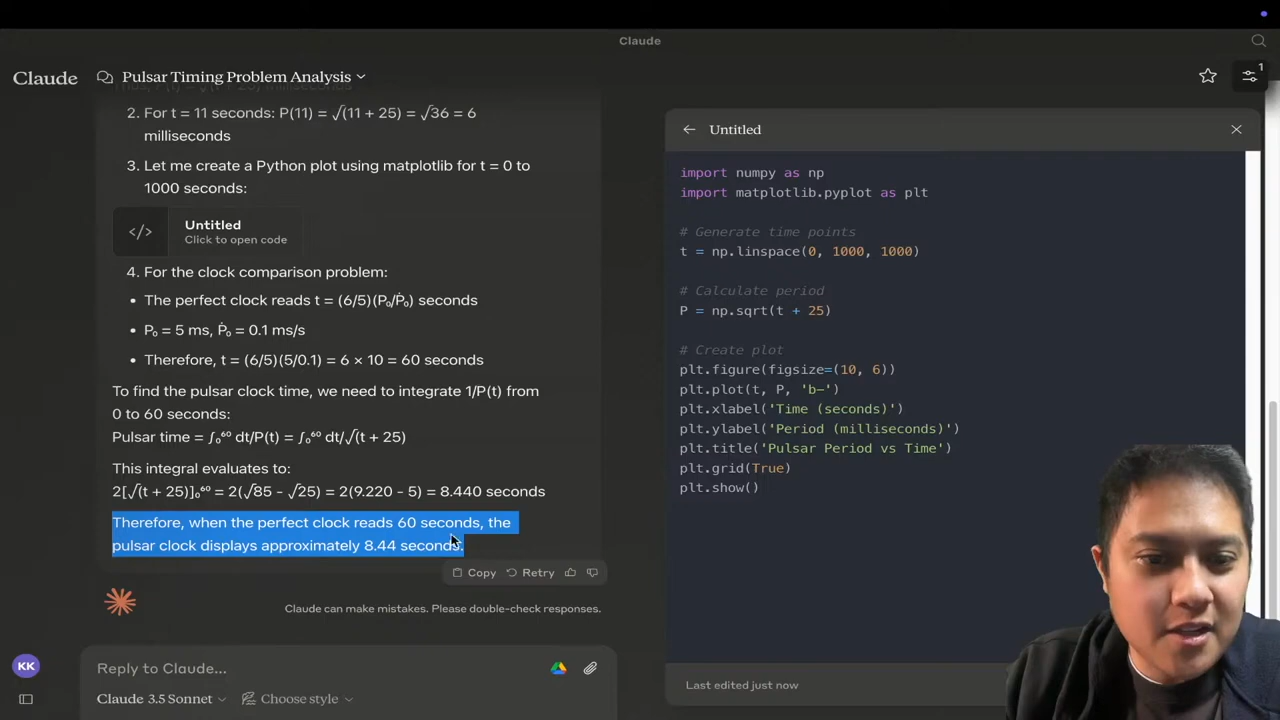 Claude
Claude
Pulsar Timing Problem Analysis
1
2. For t = 11 seconds: P(11) = √(11 + 25) = √36 = 6
milliseconds
3. Let me create a Python plot using matplotlib for t = 0 to
1000 seconds:
</>
Untitled
Click to open code
4. For the clock comparison problem:
• The perfect clock reads t = (6/5)(P₀/Ṗ₀) seconds
• P₀ = 5 ms, Ṗ₀ = 0.1 ms/s
• Therefore, t = (6/5)(5/0.1) = 6 × 10 = 60 seconds
To find the pulsar clock time, we need to integrate 1/P(t) from
0 to 60 seconds:
Pulsar time = ∫₀⁶⁰ dt/P(t) = ∫₀⁶⁰ dt/√(t + 25)
This integral evaluates to:
2[√(t + 25)]₀⁶⁰ = 2(√85 - √25) = 2(9.220 - 5) = 8.440 seconds
Therefore, when the perfect clock reads 60 seconds, the
pulsar clock displays approximately 8.44 seconds.
Copy Retry
Claude can make mistakes. Please double-check responses.
KK
Reply to Claude...
Claude 3.5 Sonnet
Choose style
Untitled
import numpy as np
import matplotlib.pyplot as plt
# Generate time points
t = np.linspace(0, 1000, 1000)
# Calculate period
P = np.sqrt(t + 25)
# Create plot
plt.figure(figsize=(10, 6))
plt.plot(t, P, 'b-')
plt.xlabel('Time (seconds)')
plt.ylabel('Period (milliseconds)')
plt.title('Pulsar Period vs Time')
plt.grid(True)
plt.show()
Last edited just now